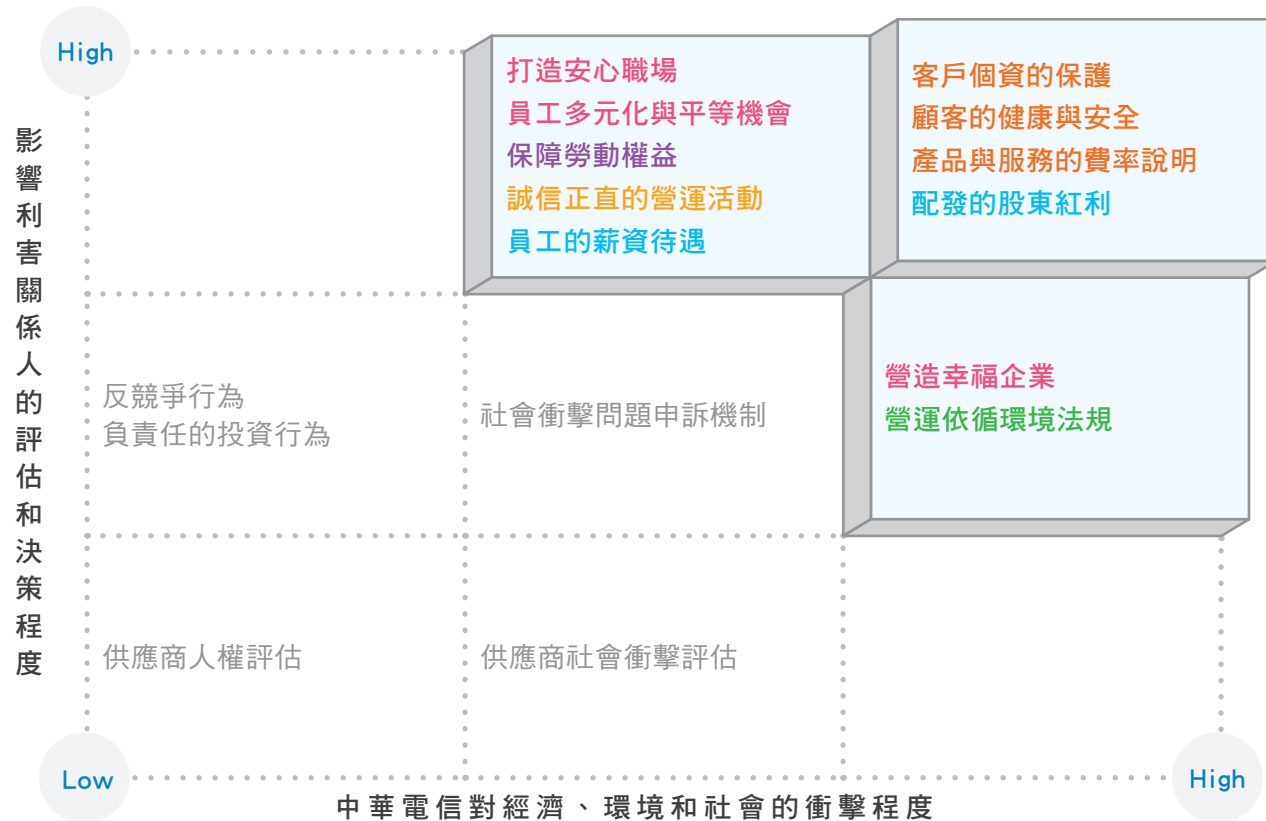 High
影響利害關係人的評估和決策程度
打造安心職場
員工多元化與平等機會
保障勞動權益
誠信正直的營運活動
員工的薪資待遇
客戶個資的保護
顧客的健康與安全
產品與服務的費率說明
配發的股東紅利
反競爭行為
負責任的投資行為
社會衝擊問題申訴機制
營造幸福企業
營運依循環境法規
供應商人權評估
供應商社會衝擊評估
Low
中華電信對經濟、環境和社會的衝擊程度
High